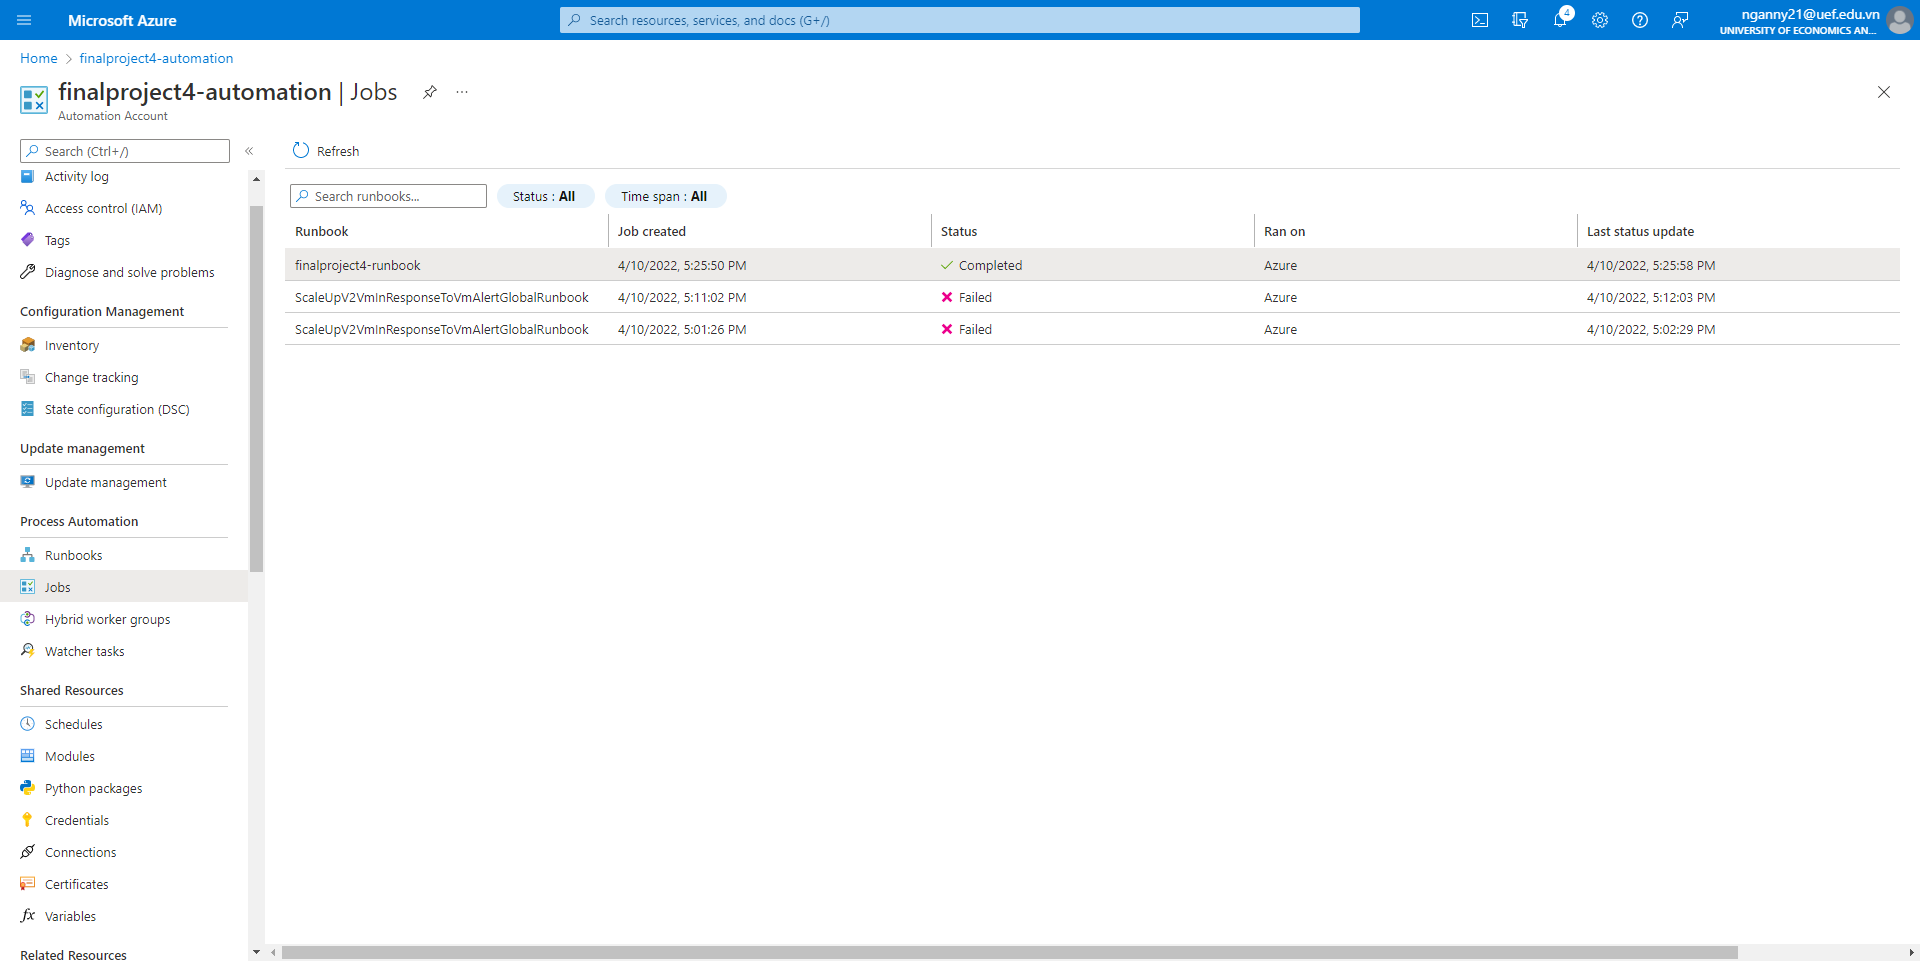 Microsoft Azure
Search resources, services, and docs (G+/)
4
nganny21@uef.edu.vn
UNIVERSITY OF ECONOMICS AN...
Home > finalproject4-automation
finalproject4-automation | Jobs
...
Automation Account
Search (Ctrl+/)
«
Refresh
Activity log
Access control (IAM)
Tags
Diagnose and solve problems
Configuration Management
Inventory
Change tracking
State configuration (DSC)
Update management
Update management
Process Automation
Runbooks
Jobs
Hybrid worker groups
Watcher tasks
Shared Resources
Schedules
Modules
Python packages
Credentials
Connections
Certificates
Variables
Related Resources
Search runbooks...
Status : All
Time span : All
Runbook Job created Status Ran on Last status update
finalproject4-runbook 4/10/2022, 5:25:50 PM Completed Azure 4/10/2022, 5:25:58 PM
ScaleUpV2VmInResponseToVmAlertGlobalRunbook 4/10/2022, 5:11:02 PM Failed Azure 4/10/2022, 5:12:03 PM
ScaleUpV2VmInResponseToVmAlertGlobalRunbook 4/10/2022, 5:01:26 PM Failed Azure 4/10/2022, 5:02:29 PM